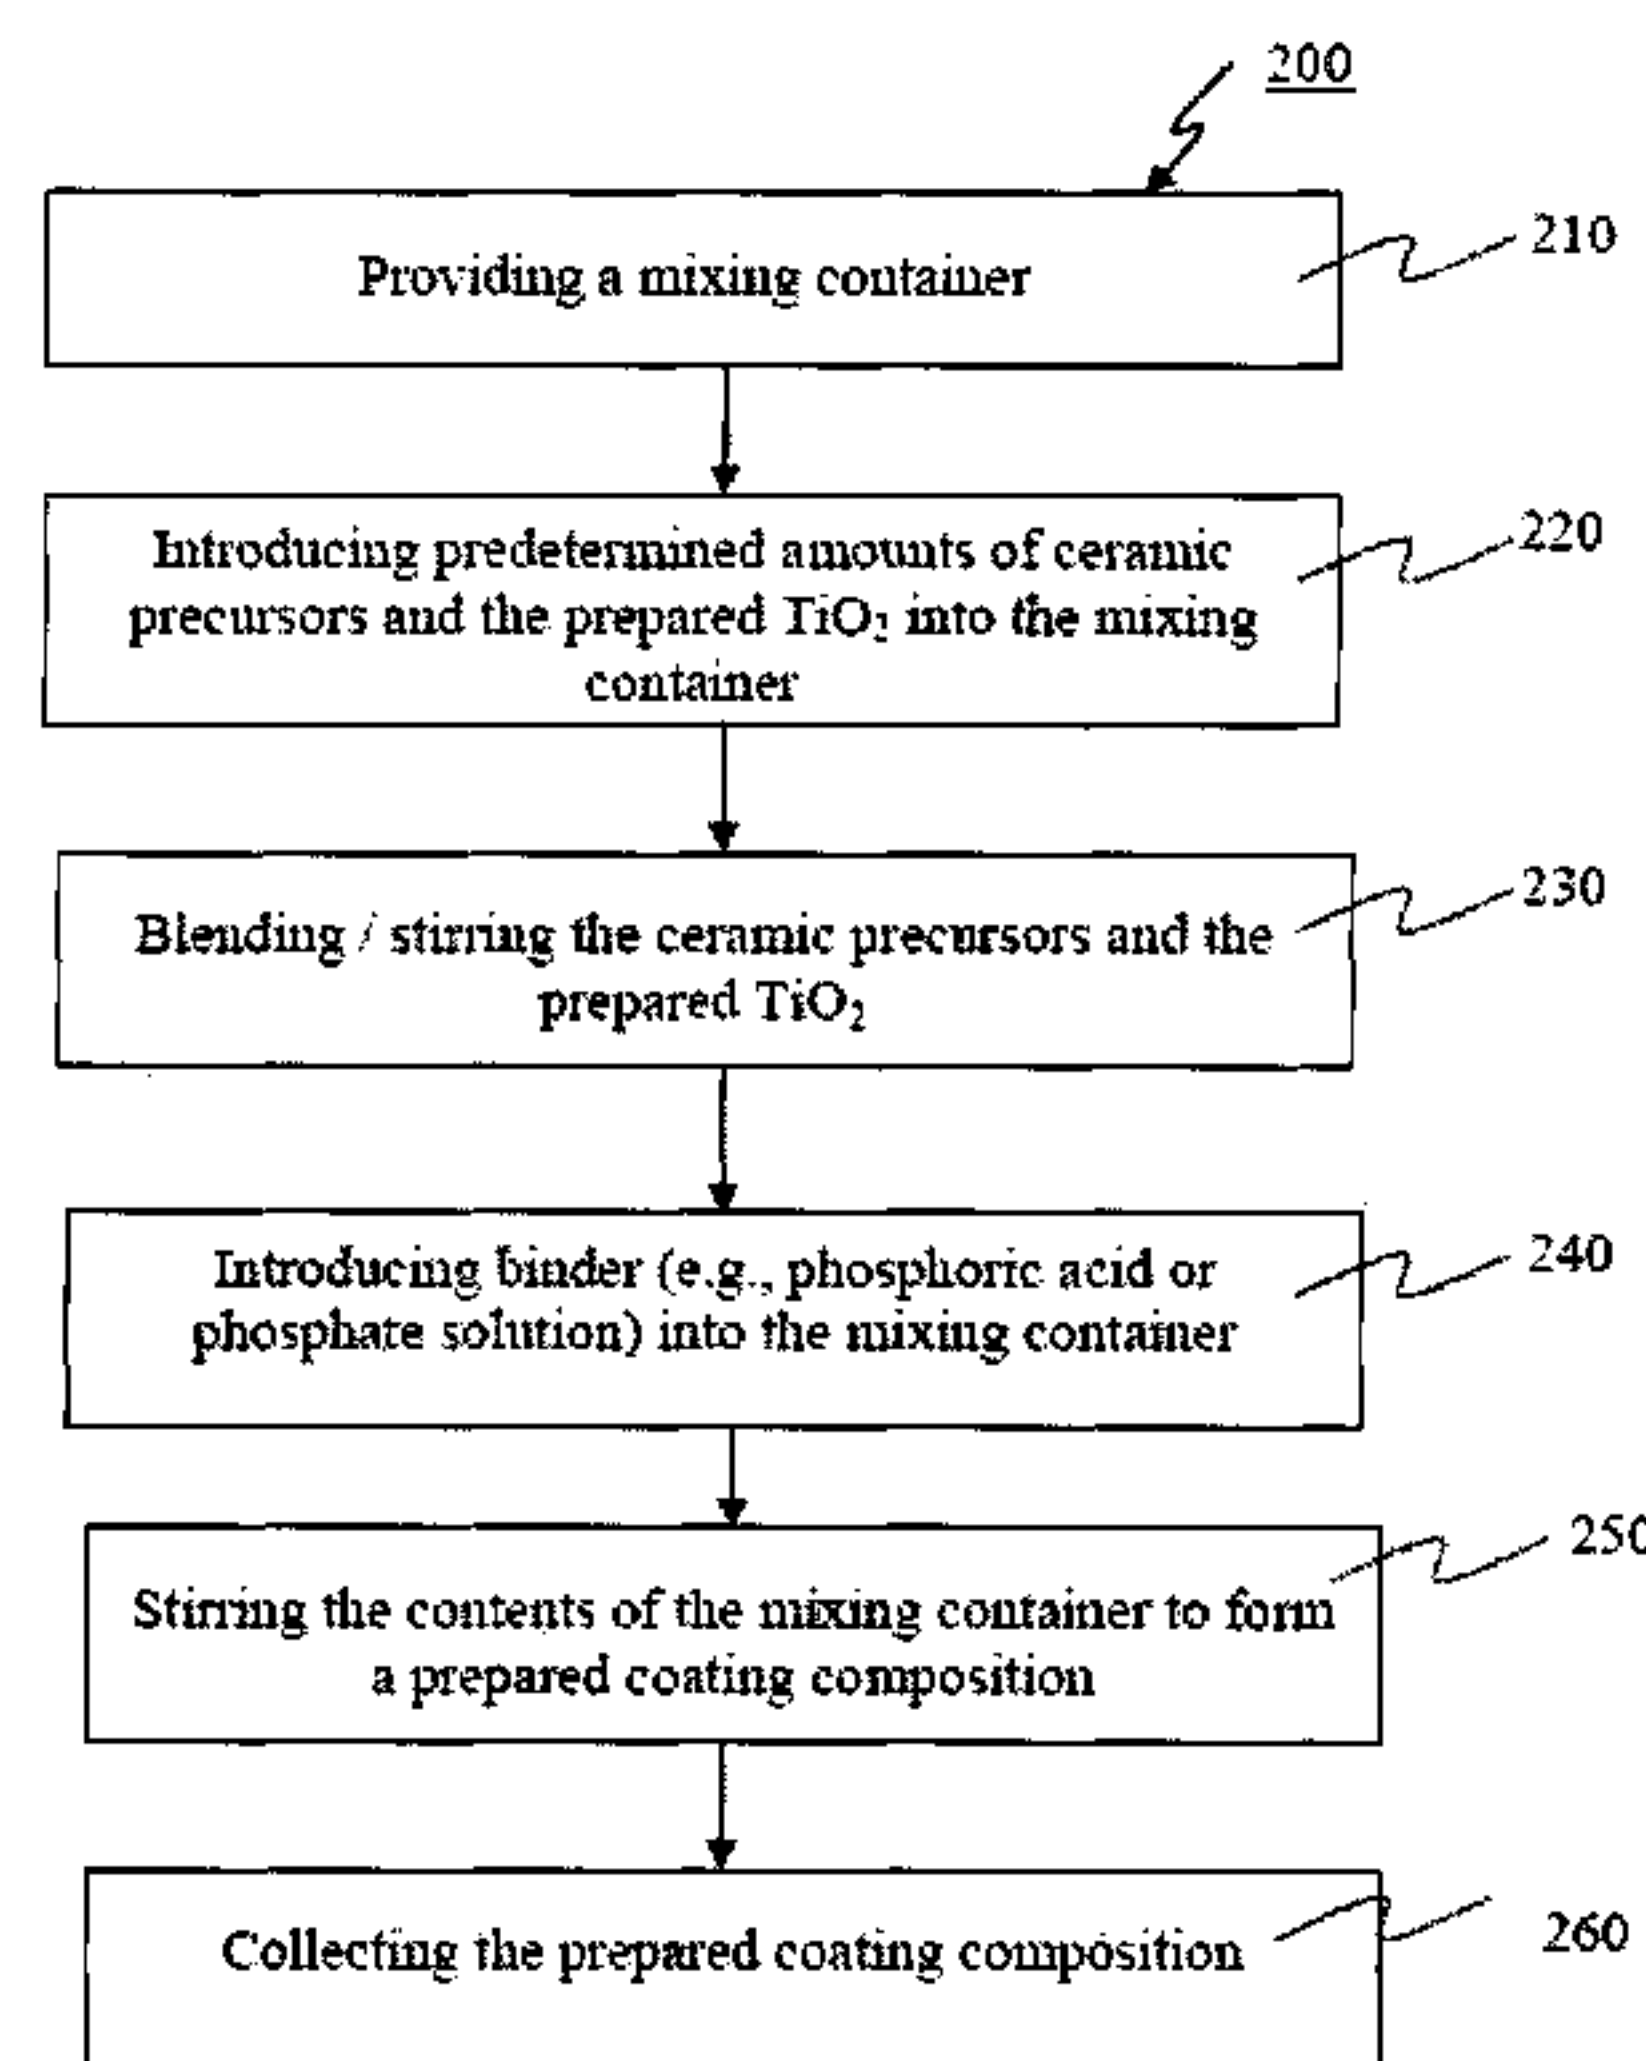 200
Providing a mixing container
210
Introducing predetermined amounts of ceramic
precursors and the prepared TiO₂ into the mixing
container
220
Blending / stirring the ceramic precursors and the
prepared TiO₂
230
Introducing binder (e.g., phosphoric acid or
phosphate solution) into the mixing container
240
Stirring the contents of the mixing container to form
a prepared coating composition
250
Collecting the prepared coating composition
260